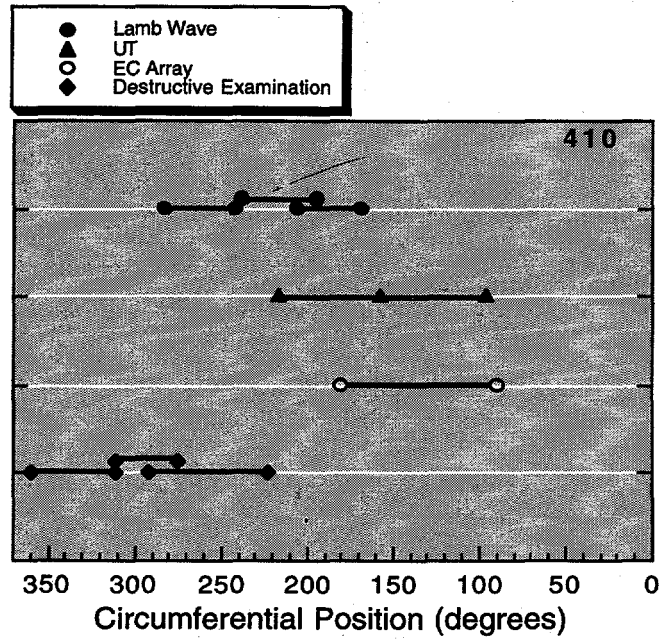 Lamb Wave
UT
EC Array
Destructive Examination
410
350 300 250 200 150 100 50 0
Circumferential Position (degrees)